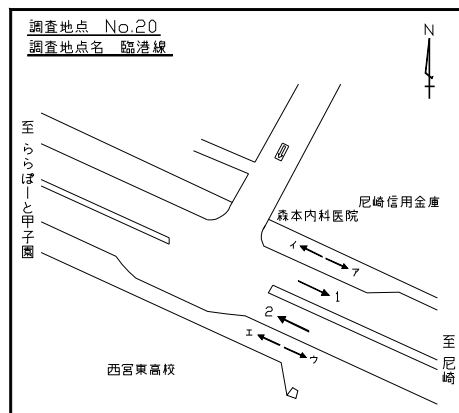 調査地点 No.20
調査地点名 臨港線
N
至ららぽーと甲子園
尼崎信用金庫
森本内科医院
イ
ア
1
2
エ
ウ
至尼崎
西宮東高校